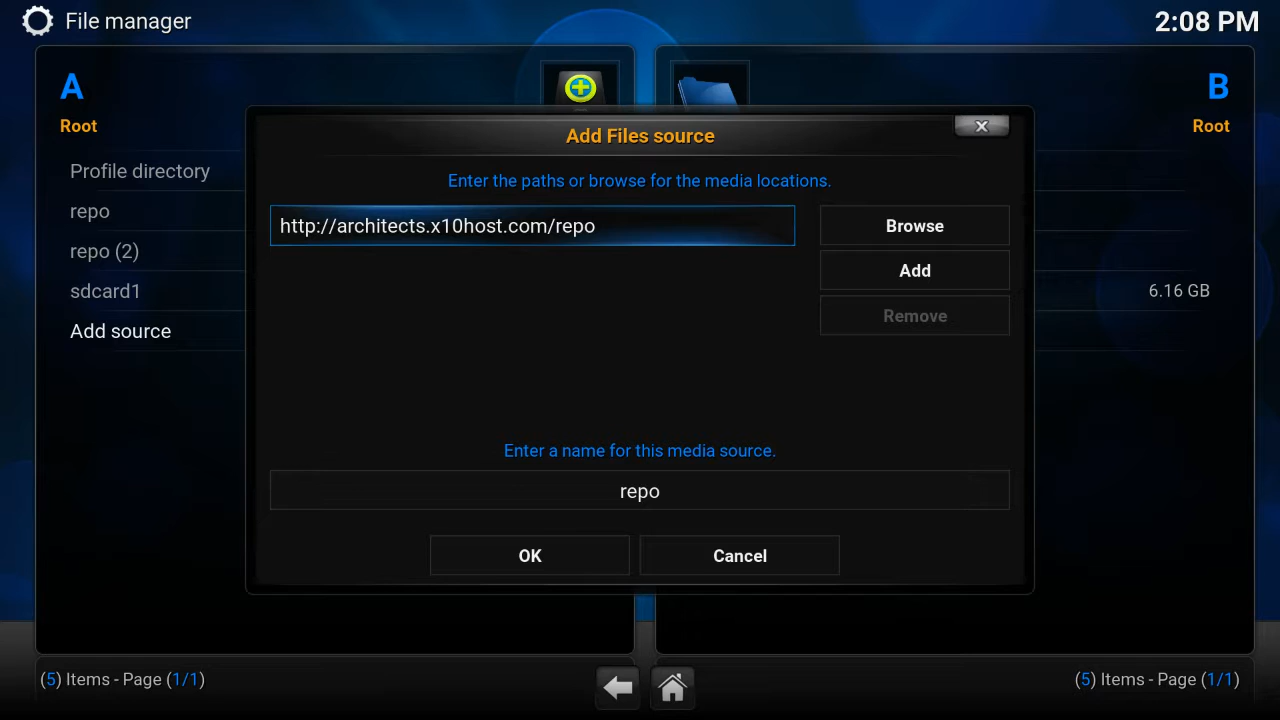 File manager
2:08 PM
A
B
Root
Root
Profile directory
repo
repo (2)
sdcard1
Add source
6.16 GB
Add Files source
Enter the paths or browse for the media locations.
http://architects.x10host.com/repo
Browse
Add
Remove
Enter a name for this media source.
repo
OK
Cancel
(5) Items - Page (1/1)
(5) Items - Page (1/1)